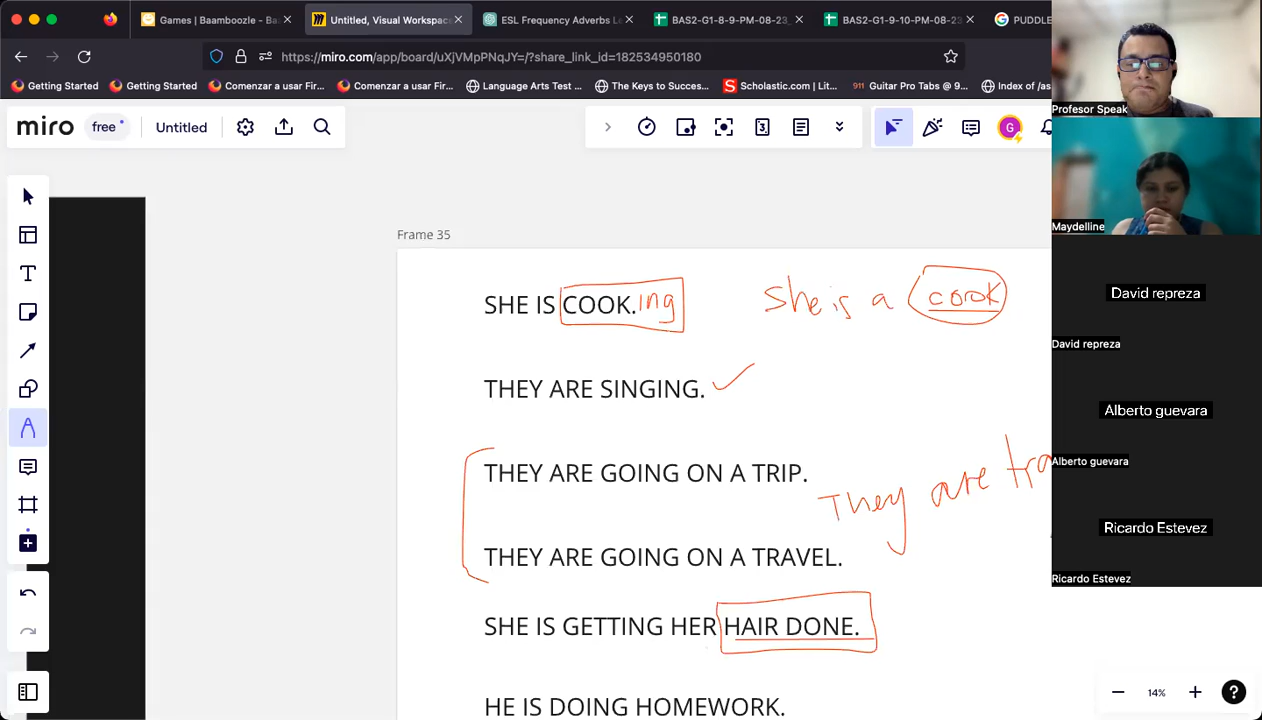 Games | Baamboozle - Ba
Untitled, Visual Workspac
ESL Frequency Adverbs Le
BAS2-G1-8-9-PM-08-23_
BAS2-G1-9-10-PM-08-23
PUDDLE
https://miro.com/app/board/uXjVMpPNqJY=/?share_link_id=182534950180
Getting Started
Getting Started
Comenzar a usar Fir...
Comenzar a usar Fir...
Language Arts Test ...
The Keys to Succes...
Scholastic.com | Lit...
911 Guitar Pro Tabs @ 9...
Index of /as
miro free Untitled
3
G
Profesor Speak
Maydelline
David repreza
David repreza
Alberto guevara
Alberto guevara
Ricardo Estevez
Ricardo Estevez
Frame 35
SHE IS COOK.ing She is a cook
THEY ARE SINGING.
THEY ARE GOING ON A TRIP.
They are tra
THEY ARE GOING ON A TRAVEL.
SHE IS GETTING HER HAIR DONE.
HE IS DOING HOMEWORK.
14%
?